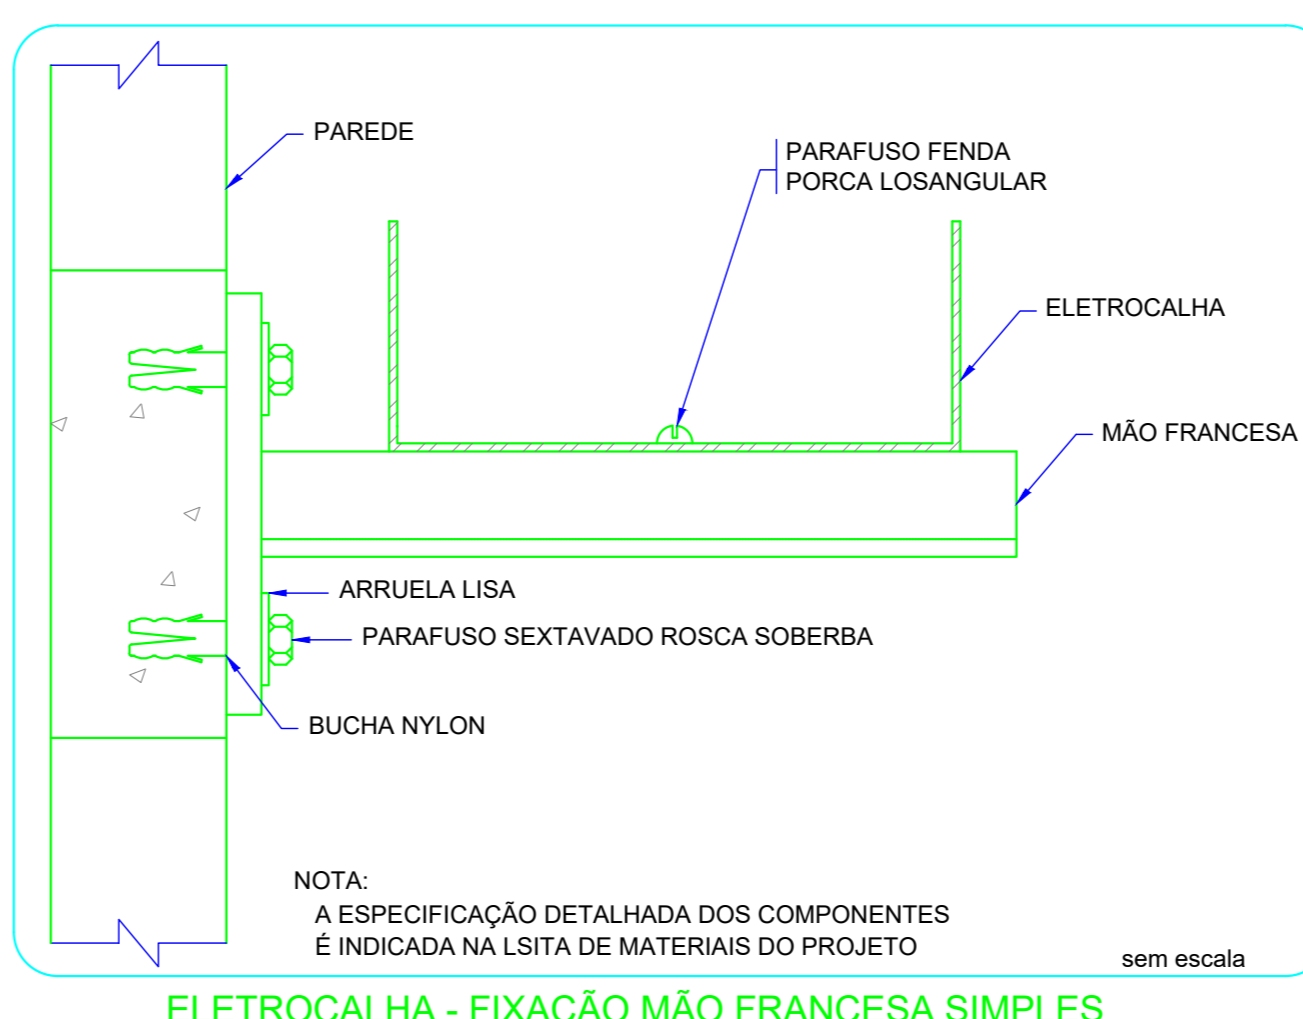 PAREDE
PARAFUSO FENDA
PORCA LOSANGULAR
ELETROCALHA
MÃO FRANCESA
ARRUELA LISA
PARAFUSO SEXTAVADO ROSCA SOBERBA
BUCHA NYLON
NOTA:
A ESPECIFICAÇÃO DETALHADA DOS COMPONENTES
É INDICADA NA LSITA DE MATERIAIS DO PROJETO
sem escala
ELETROCALHA - FIXAÇÃO MÃO FRANCESA SIMPLES